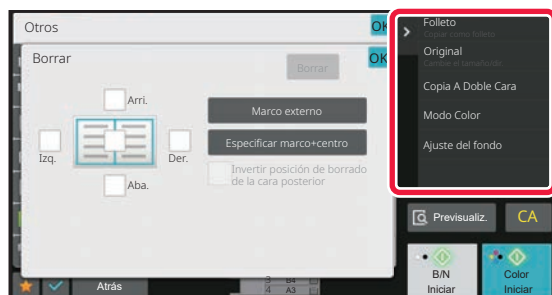 Otros
OK
Borrar
OK
Borrar
Arri.
Izq.
Der.
Aba.
Marco externo
Especificar marco+centro
Invertir posición de borrado
de la cara posterior
Folleto
Copiar como folleto
Original
Cambie el tamaño/dir
Copia A Doble Cara
Modo Color
Ajuste del fondo
Previsualiz.
CA
B/N
Iniciar
Color
Iniciar
Atrás
3 B4
4 A3